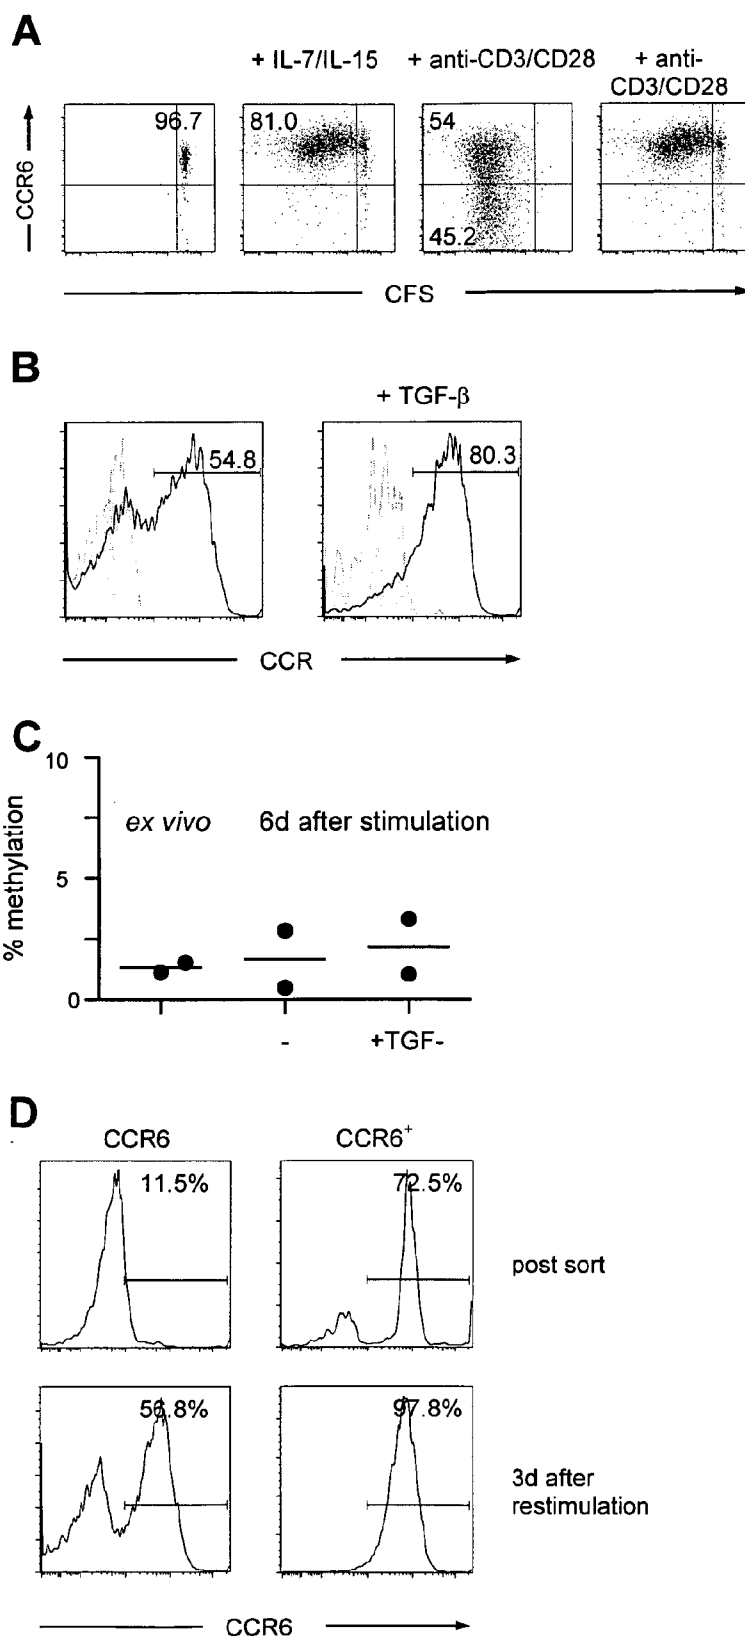 A
+ IL-7/IL-15
+ anti-CD3/CD28
+ anti-
CD3/CD28
CCR6
96.7
81.0
54
45.2
CFS
B
+ TGF-β
54.8
80.3
CCR
C
% methylation
10
5
0
ex vivo
6d after stimulation
-
+TGF-
D
CCR6
CCR6+
11.5%
72.5%
post sort
56.8%
97.8%
3d after
restimulation
CCR6